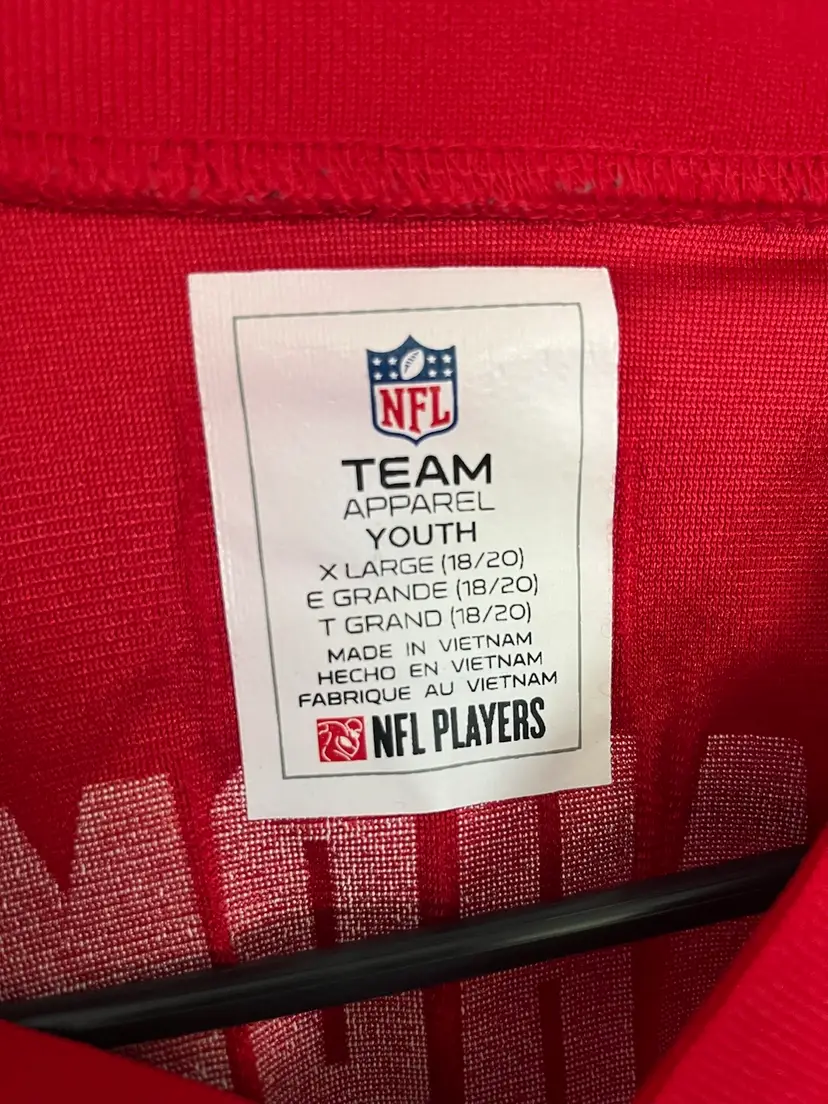 NFL
TEAM
APPAREL
YOUTH
X LARGE (18/20)
E GRANDE (18/20)
T GRAND (18/20)
MADE IN VIETNAM
HECHO EN VIETNAM
FABRIQUE AU VIETNAM
NFL PLAYERS